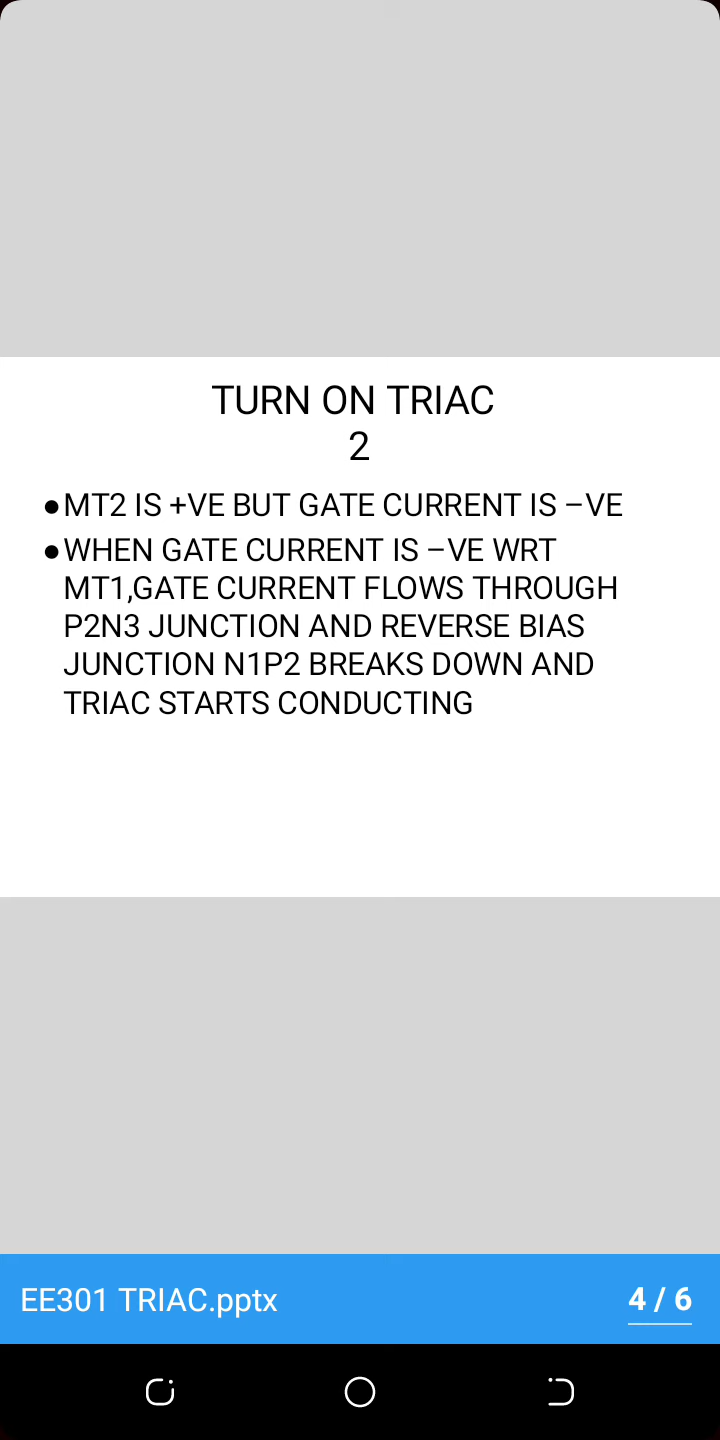 TURN ON TRIAC
2
●MT2 IS +VE BUT GATE CURRENT IS –VE
●WHEN GATE CURRENT IS –VE WRT
MT1,GATE CURRENT FLOWS THROUGH
P2N3 JUNCTION AND REVERSE BIAS
JUNCTION N1P2 BREAKS DOWN AND
TRIAC STARTS CONDUCTING
EE301 TRIAC.pptx
4 / 6